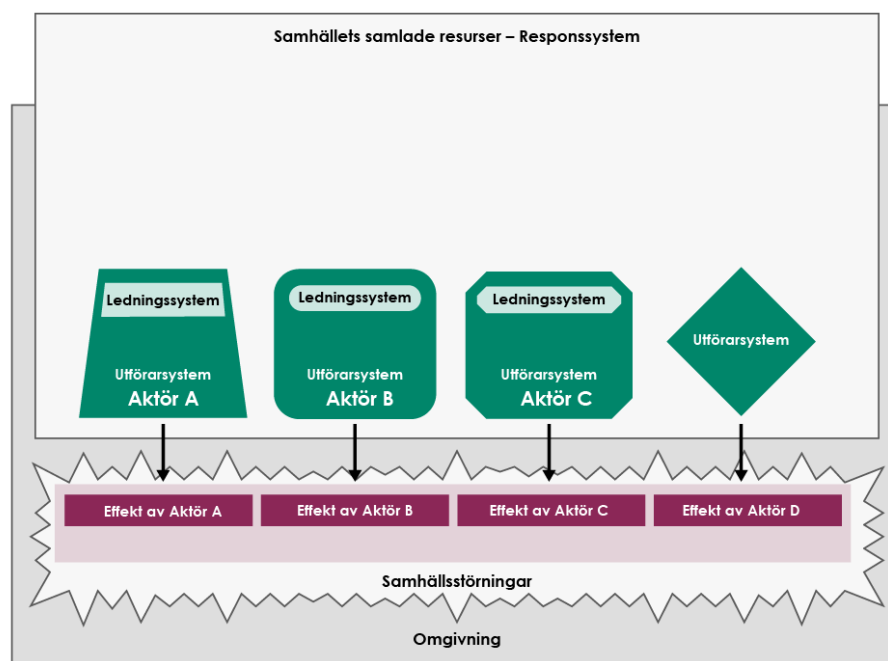 Samhällets samlade resurser – Responssystem
Ledningssystem
Utförarsystem
Aktör A
Ledningssystem
Utförarsystem
Aktör B
Ledningssystem
Utförarsystem
Aktör C
Utförarsystem
Effekt av Aktör A
Effekt av Aktör B
Effekt av Aktör C
Effekt av Aktör D
Samhällsstörningar
Omgivning